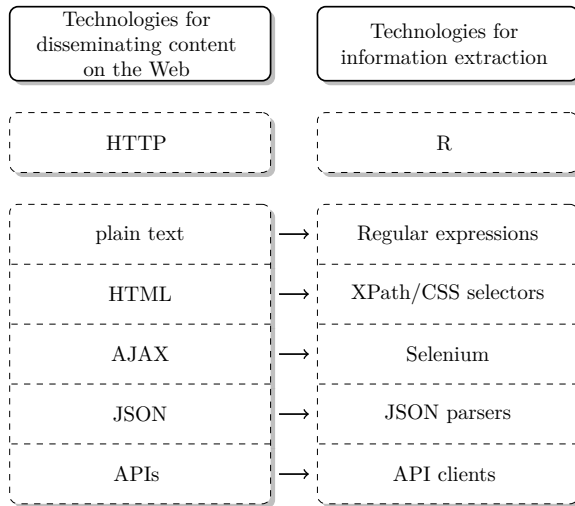 Technologies for
disseminating content
on the Web
Technologies for
information extraction
HTTP
R
plain text
Regular expressions
HTML
XPath/CSS selectors
AJAX
Selenium
JSON
JSON parsers
APIs
API clients